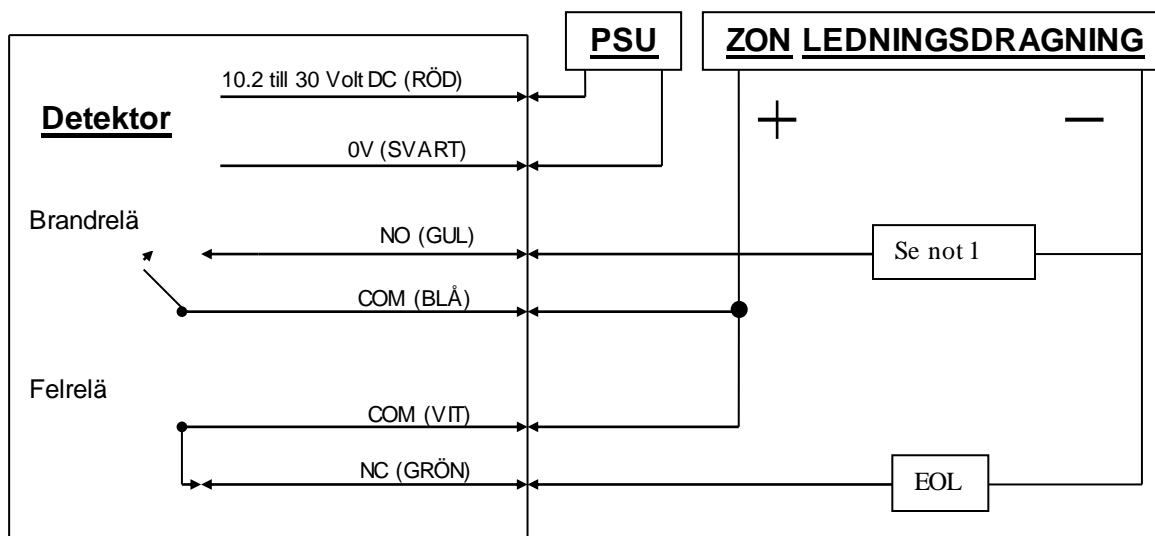 PSU
ZON LEDNINGSDRAGNING
10.2 till 30 Volt DC (RÖD)
Detektor
+
—
0V (SVART)
Brandrelä
NO (GUL)
Se not 1
COM (BLÅ)
Felrelä
COM (VIT)
NC (GRÖN)
EOL